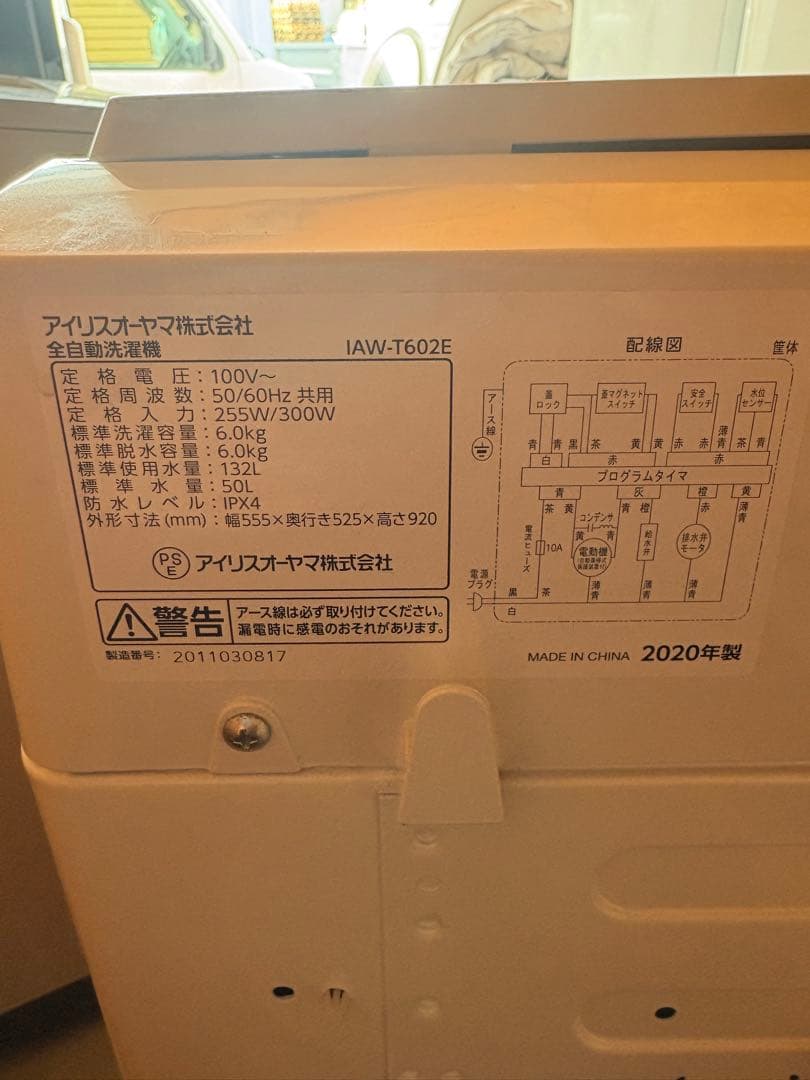 アイリスオーヤマ株式会社
全自動洗濯機 IAW-T602E
定格電圧：100V～
定格周波数：50/60Hz 共用
定格入力：255W/300W
標準洗濯容量：6.0kg
標準脱水容量：6.0kg
標準使用水量：132L
標準水量：50L
防水レベル：IPX4
外形寸法(mm)：幅555×奥行き525×高さ920
PS
E
アイリスオーヤマ株式会社
警告
アース線は必ず取り付けてください。
漏電時に感電のおそれがあります。
製造番号： 2011030817
配線図
筐体
アース線
蓋
ロック
蓋マグネット
スイッチ
安全
スイッチ
水位
センサー
青 青 黒 茶 黄 黄 赤 赤 薄青 茶 青
白 赤 赤
プログラムタイマ
青 灰 橙 黄
茶 黄 コンデンサ 青 橙 赤 薄青
黄 青
電流ヒューズ
10A
電動機
給水弁
排水弁
モータ
電源
プラグ
黒 茶 薄青 薄青 薄青
白
MADE IN CHINA 2020年製